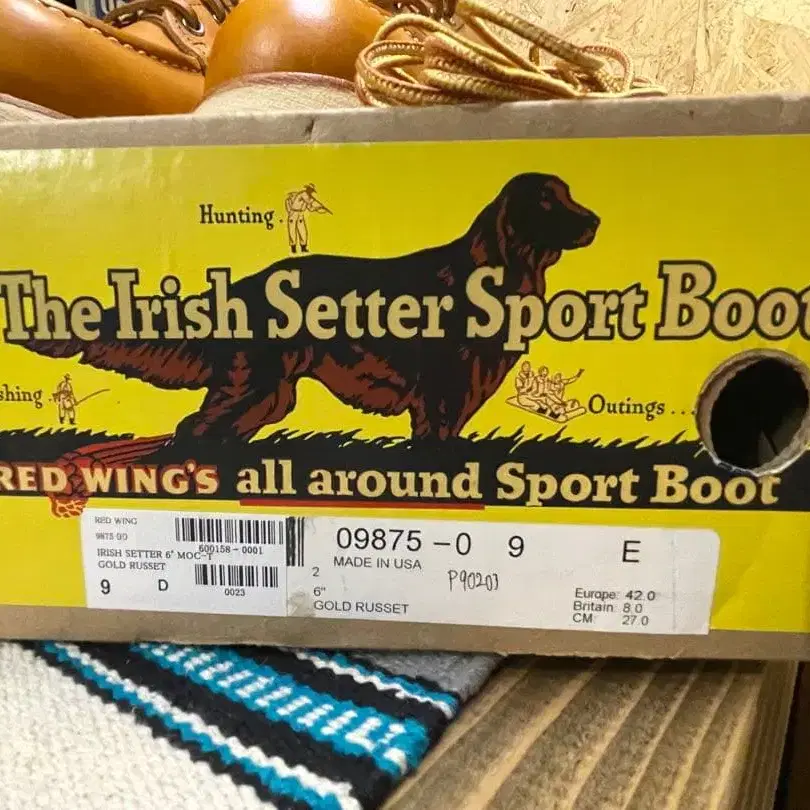 Hunting.
The Irish Setter Sport Boot
shing
Outings...
RED WING'S all around Sport Boot
RED WING
9875 00
IRISH SETTER 6" MOC-T
GOLD RUSSET
9 D
600158-0001
0023
09875-0 9 E
MADE IN USA
2
P90203
6"
GOLD RUSSET
Europe: 42.0
Britain: 8.0
CM: 27.0